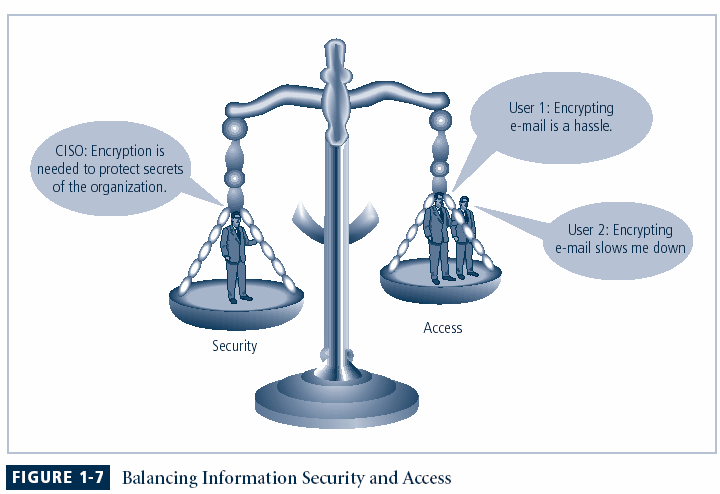 User 1: Encrypting
e-mail is a hassle.
CISO: Encryption is
needed to protect secrets
of the organization.
User 2: Encrypting
e-mail slows me down
Access
Security
FIGURE 1-7 Balancing Information Security and Access